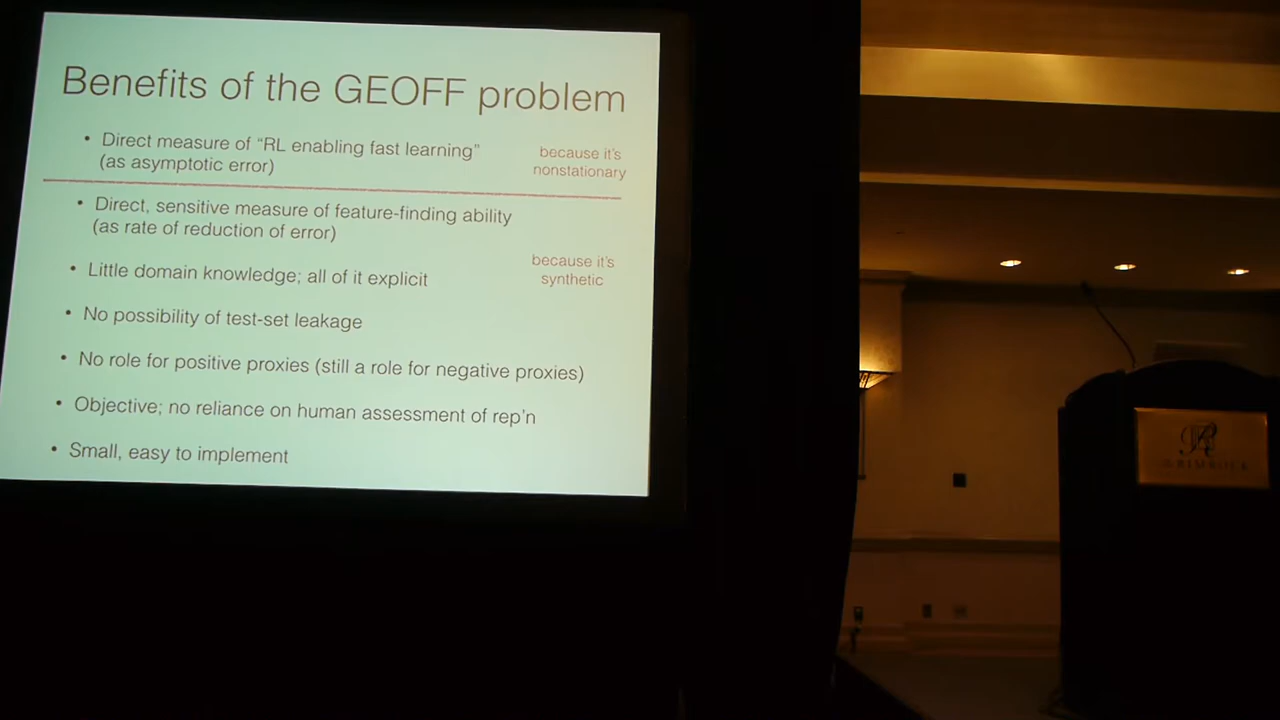 Benefits of the GEOFF problem
• Direct measure of “RL enabling fast learning”
(as asymptotic error)
because it's
nonstationary
• Direct, sensitive measure of feature-finding ability
(as rate of reduction of error)
• Little domain knowledge; all of it explicit
because it's
synthetic
• No possibility of test-set leakage
• No role for positive proxies (still a role for negative proxies)
• Objective; no reliance on human assessment of rep'n
• Small, easy to implement
RIMROCK